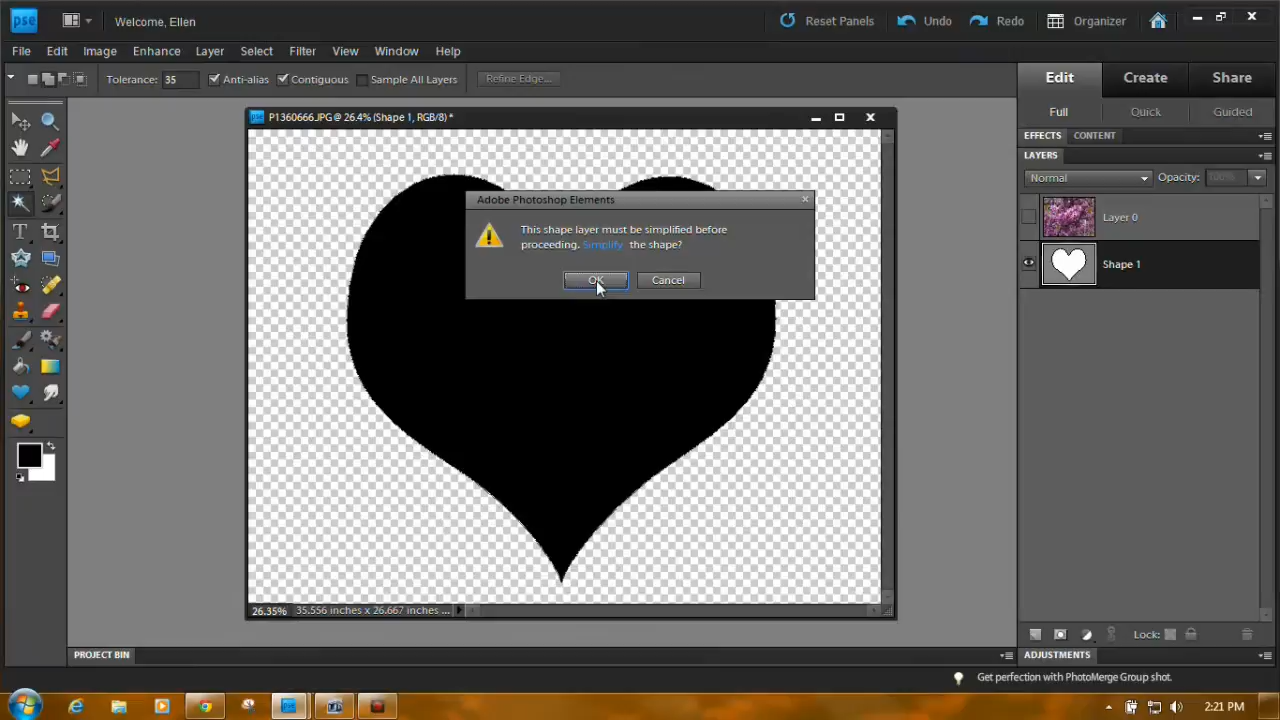 pse Welcome, Ellen Reset Panels Undo Redo Organizer
File Edit Image Enhance Layer Select Filter View Window Help
Tolerance: 35 Anti-alias Contiguous Sample All Layers Refine Edge...
Edit Create Share
Full Quick Guided
pse P1360666.JPG @ 26.4% (Shape 1, RGB/8) *
EFFECTS CONTENT
LAYERS
Normal Opacity: 100%
Adobe Photoshop Elements
This shape layer must be simplified before
proceeding. Simplify the shape?
OK Cancel
Layer 0
Shape 1
T
26.35% 35.556 inches x 26.667 inches ...
Lock:
PROJECT BIN
ADJUSTMENTS
Get perfection with PhotoMerge Group shot.
pse
2:21 PM